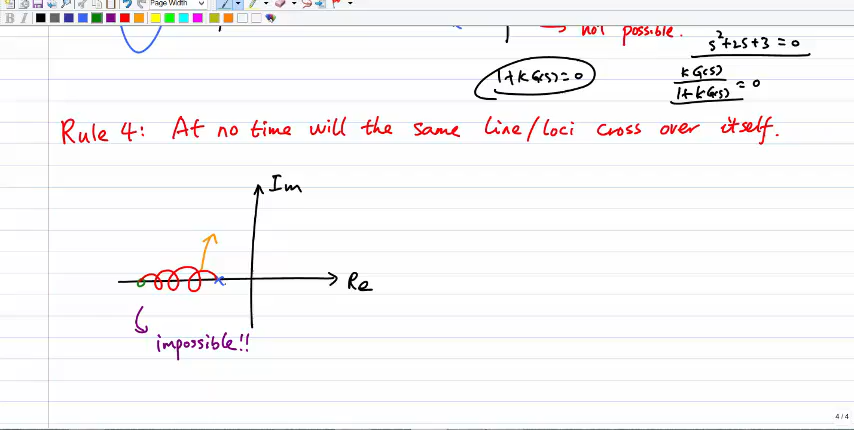 Page Width
B I
→ not possible.
s²+2s+3 = 0
1+KG(s)=0
KG(s)
1+KG(s) = 0
Rule 4: At no time will the same line/loci cross over itself.
Im
Re
impossible!!
4/4